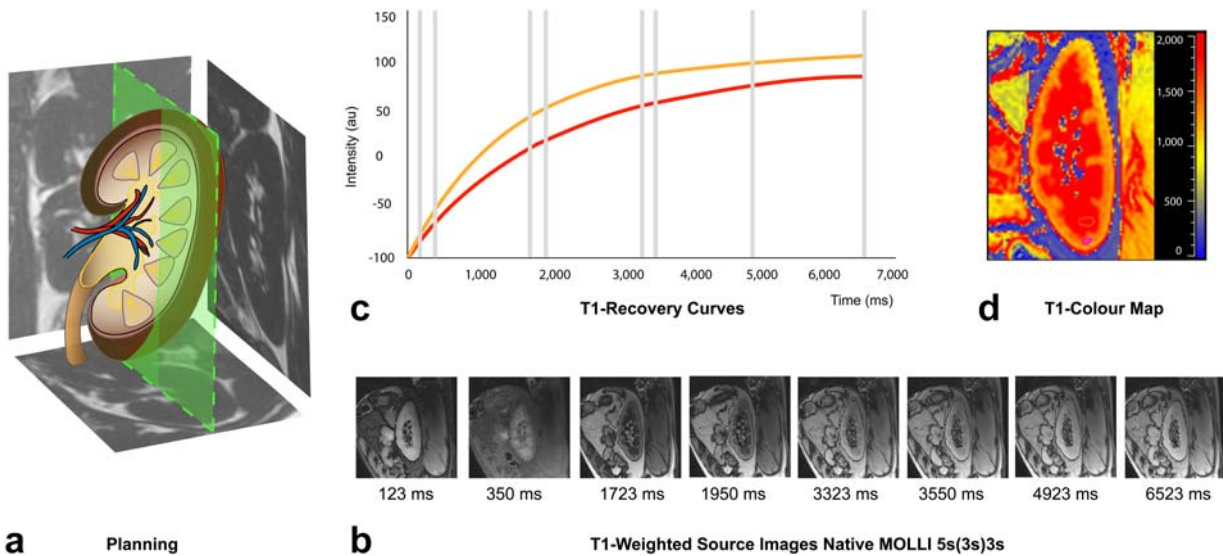 150
100
50
0
-50
-100
Intensity (au)
0 1,000 2,000 3,000 4,000 5,000 6,000 7,000
Time (ms)
c T1-Recovery Curves
2,000
1,500
1,000
500
0
d T1-Colour Map
123 ms 350 ms 1723 ms 1950 ms 3323 ms 3550 ms 4923 ms 6523 ms
a Planning
b T1-Weighted Source Images Native MOLLI 5s(3s)3s